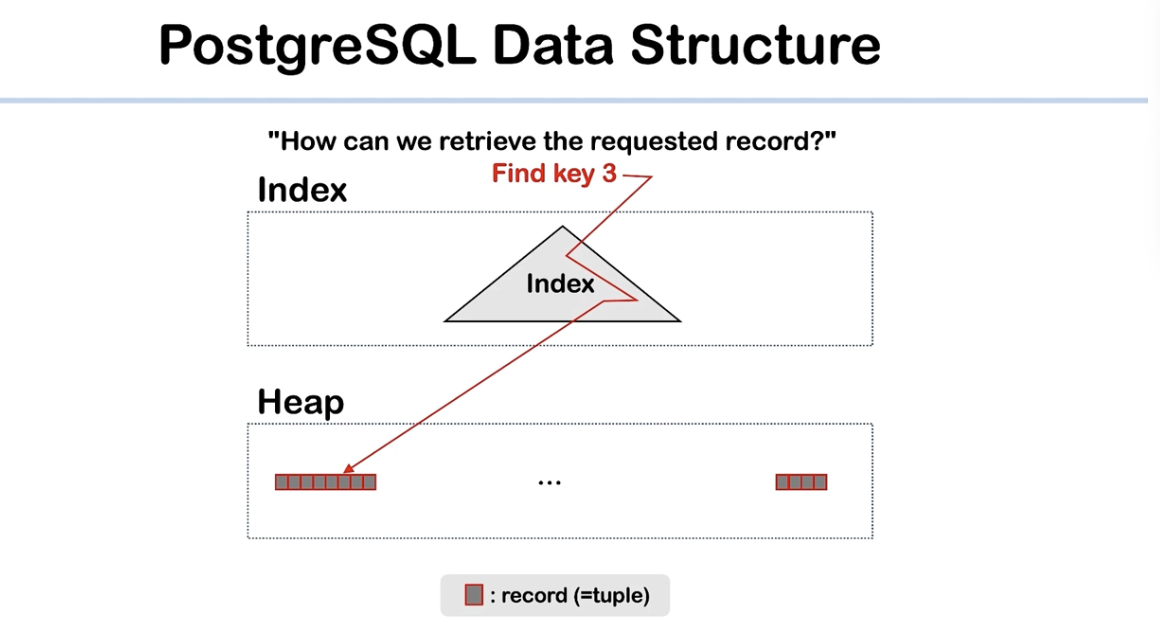 PostgreSQL Data Structure
"How can we retrieve the requested record?"
Find key 3
Index
Index
Heap
...
: record (=tuple)